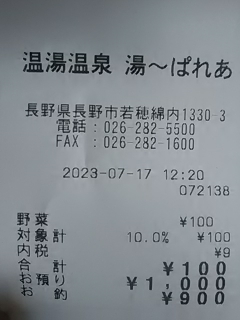 温湯温泉 湯～ぱれあ
長野県長野市若穂綿内1330-3
電話：026-282-5500
FAX ：026-282-1600
2023-07-17 12:20
072138
野菜 ¥100
対象計 10.0% ¥100
内税 ¥9
合 計 ¥100
お預り ¥1,000
お 釣 ¥900